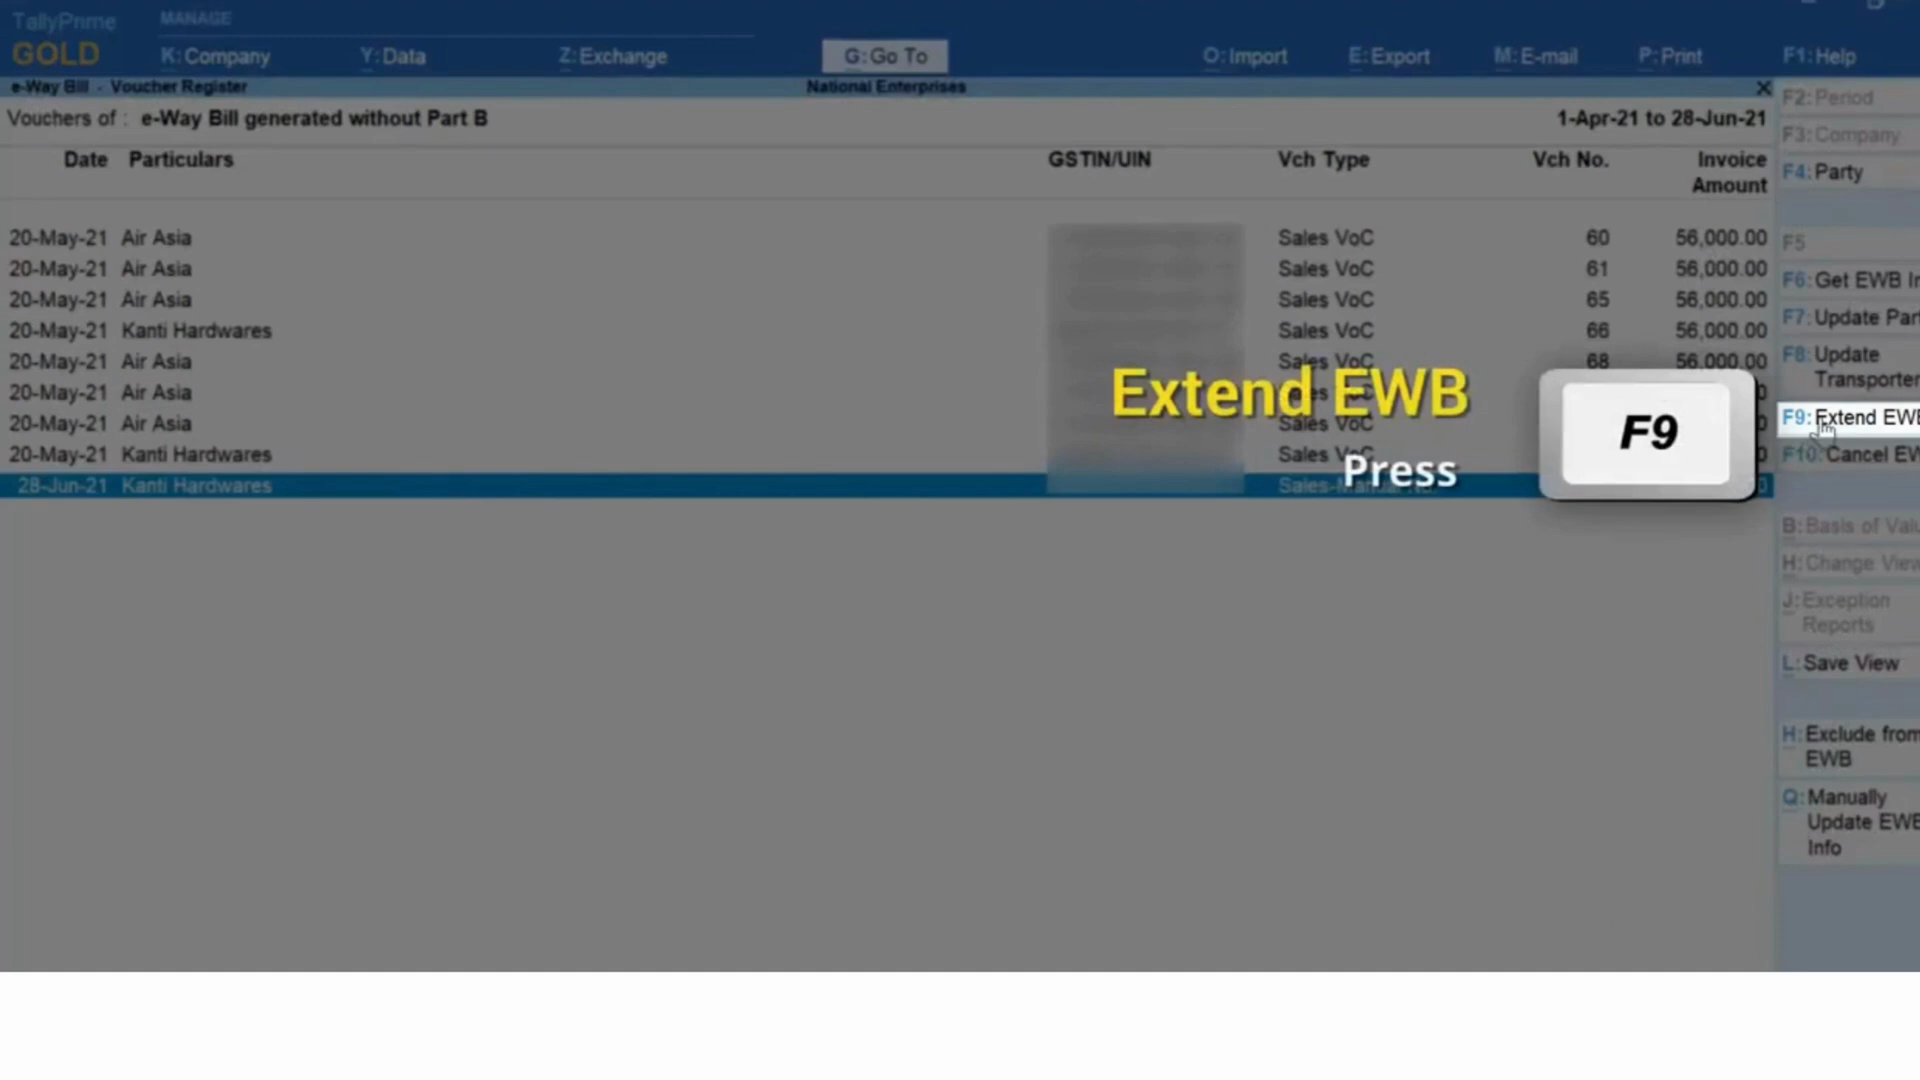 TallyPrime
GOLD
MANAGE
K: Company Y: Data Z: Exchange G: Go To O: Import E: Export M: E-mail P: Print F1: Help
e-Way Bill - Voucher Register National Enterprises X
Vouchers of : e-Way Bill generated without Part B 1-Apr-21 to 28-Jun-21
Date Particulars GSTIN/UIN Vch Type Vch No. Invoice
Amount
20-May-21 Air Asia Sales VoC 60 56,000.00
20-May-21 Air Asia Sales VoC 61 56,000.00
20-May-21 Air Asia Sales VoC 65 56,000.00
20-May-21 Kanti Hardwares Sales VoC 66 56,000.00
20-May-21 Air Asia Sales VoC 68 56,000.00
20-May-21 Air Asia
20-May-21 Air Asia Sales VoC
20-May-21 Kanti Hardwares Sales VoC
28-Jun-21 Kanti Hardwares
Extend EWB
Press
F9
F2: Period
F3: Company
F4: Party
F5
F6: Get EWB
F7: Update
F8: Update
Transporter
F9: Extend EWB
F10: Cancel
B: Basis of
H: Change View
J: Exception
Reports
L: Save View
H: Exclude from
EWB
Q: Manually
Update EWB
Info